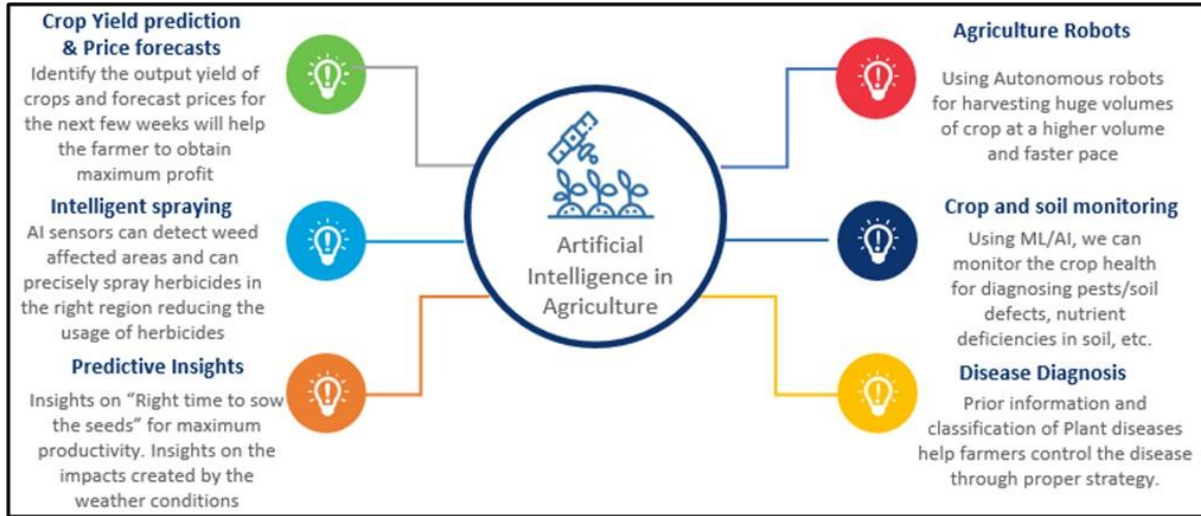 Crop Yield prediction
& Price forecasts
Identify the output yield of
crops and forecast prices for
the next few weeks will help
the farmer to obtain
maximum profit
Intelligent spraying
AI sensors can detect weed
affected areas and can
precisely spray herbicides in
the right region reducing the
usage of herbicides
Predictive Insights
Insights on “Right time to sow
the seeds” for maximum
productivity. Insights on the
impacts created by the
weather conditions
Artificial
Intelligence in
Agriculture
Agriculture Robots
Using Autonomous robots
for harvesting huge volumes
of crop at a higher volume
and faster pace
Crop and soil monitoring
Using ML/AI, we can
monitor the crop health
for diagnosing pests/soil
defects, nutrient
deficiencies in soil, etc.
Disease Diagnosis
Prior information and
classification of Plant diseases
help farmers control the disease
through proper strategy.